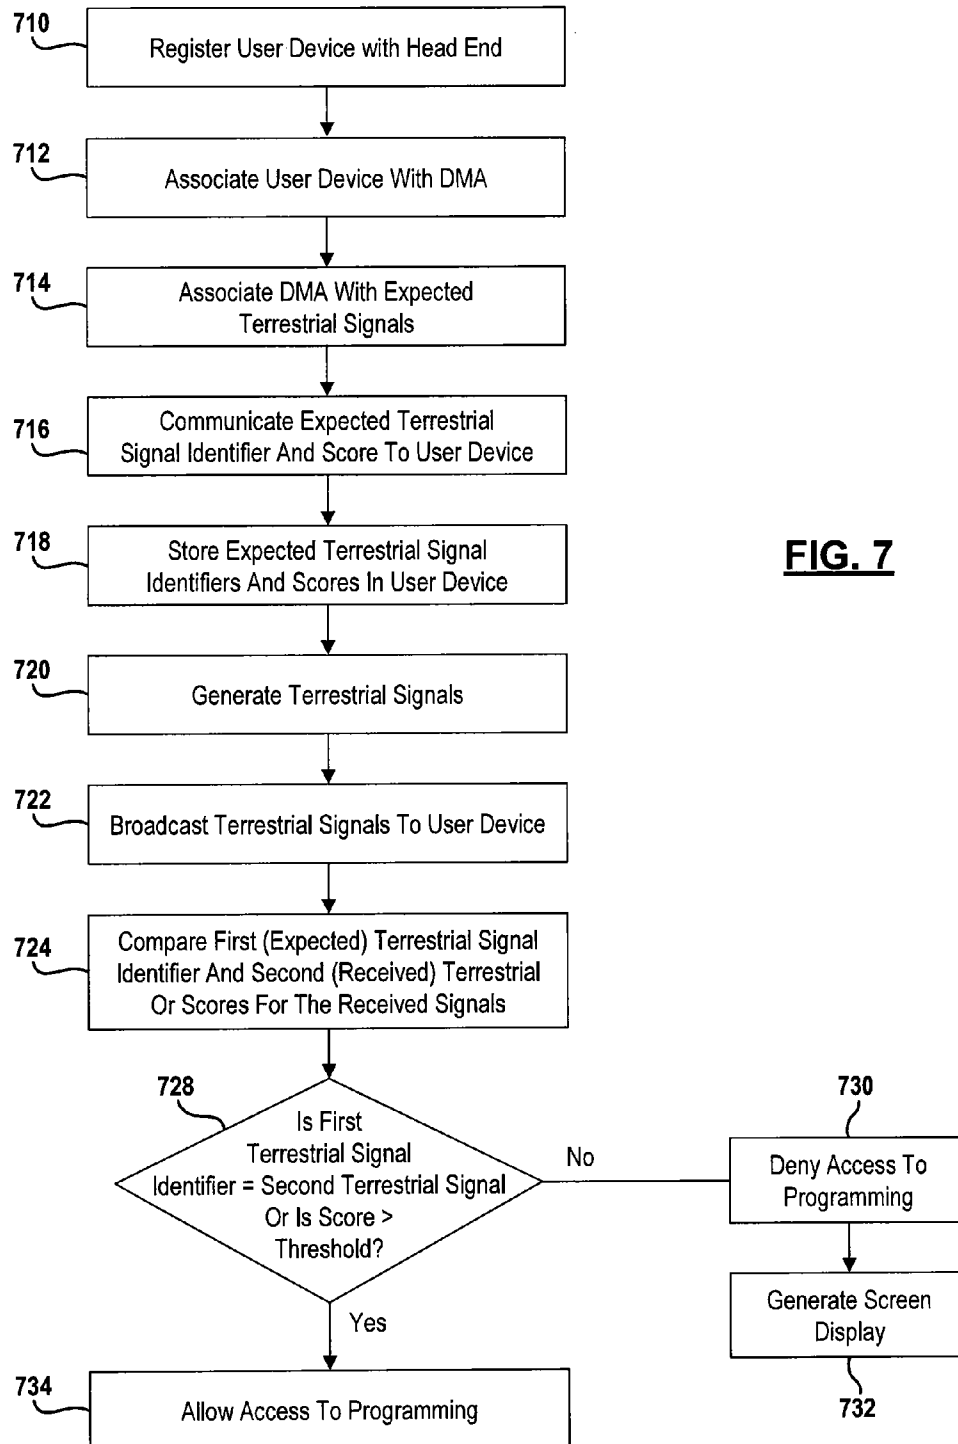 710
Register User Device with Head End
712
Associate User Device With DMA
714
Associate DMA With Expected
Terrestrial Signals
716
Communicate Expected Terrestrial
Signal Identifier And Score To User Device
718
Store Expected Terrestrial Signal
Identifiers And Scores In User Device
FIG. 7
720
Generate Terrestrial Signals
722
Broadcast Terrestrial Signals To User Device
724
Compare First (Expected) Terrestrial Signal
Identifier And Second (Received) Terrestrial
Or Scores For The Received Signals
728
Is First
Terrestrial Signal
Identifier = Second Terrestrial Signal
Or Is Score >
Threshold?
No
730
Deny Access To
Programming
Generate Screen
Display
732
Yes
734
Allow Access To Programming